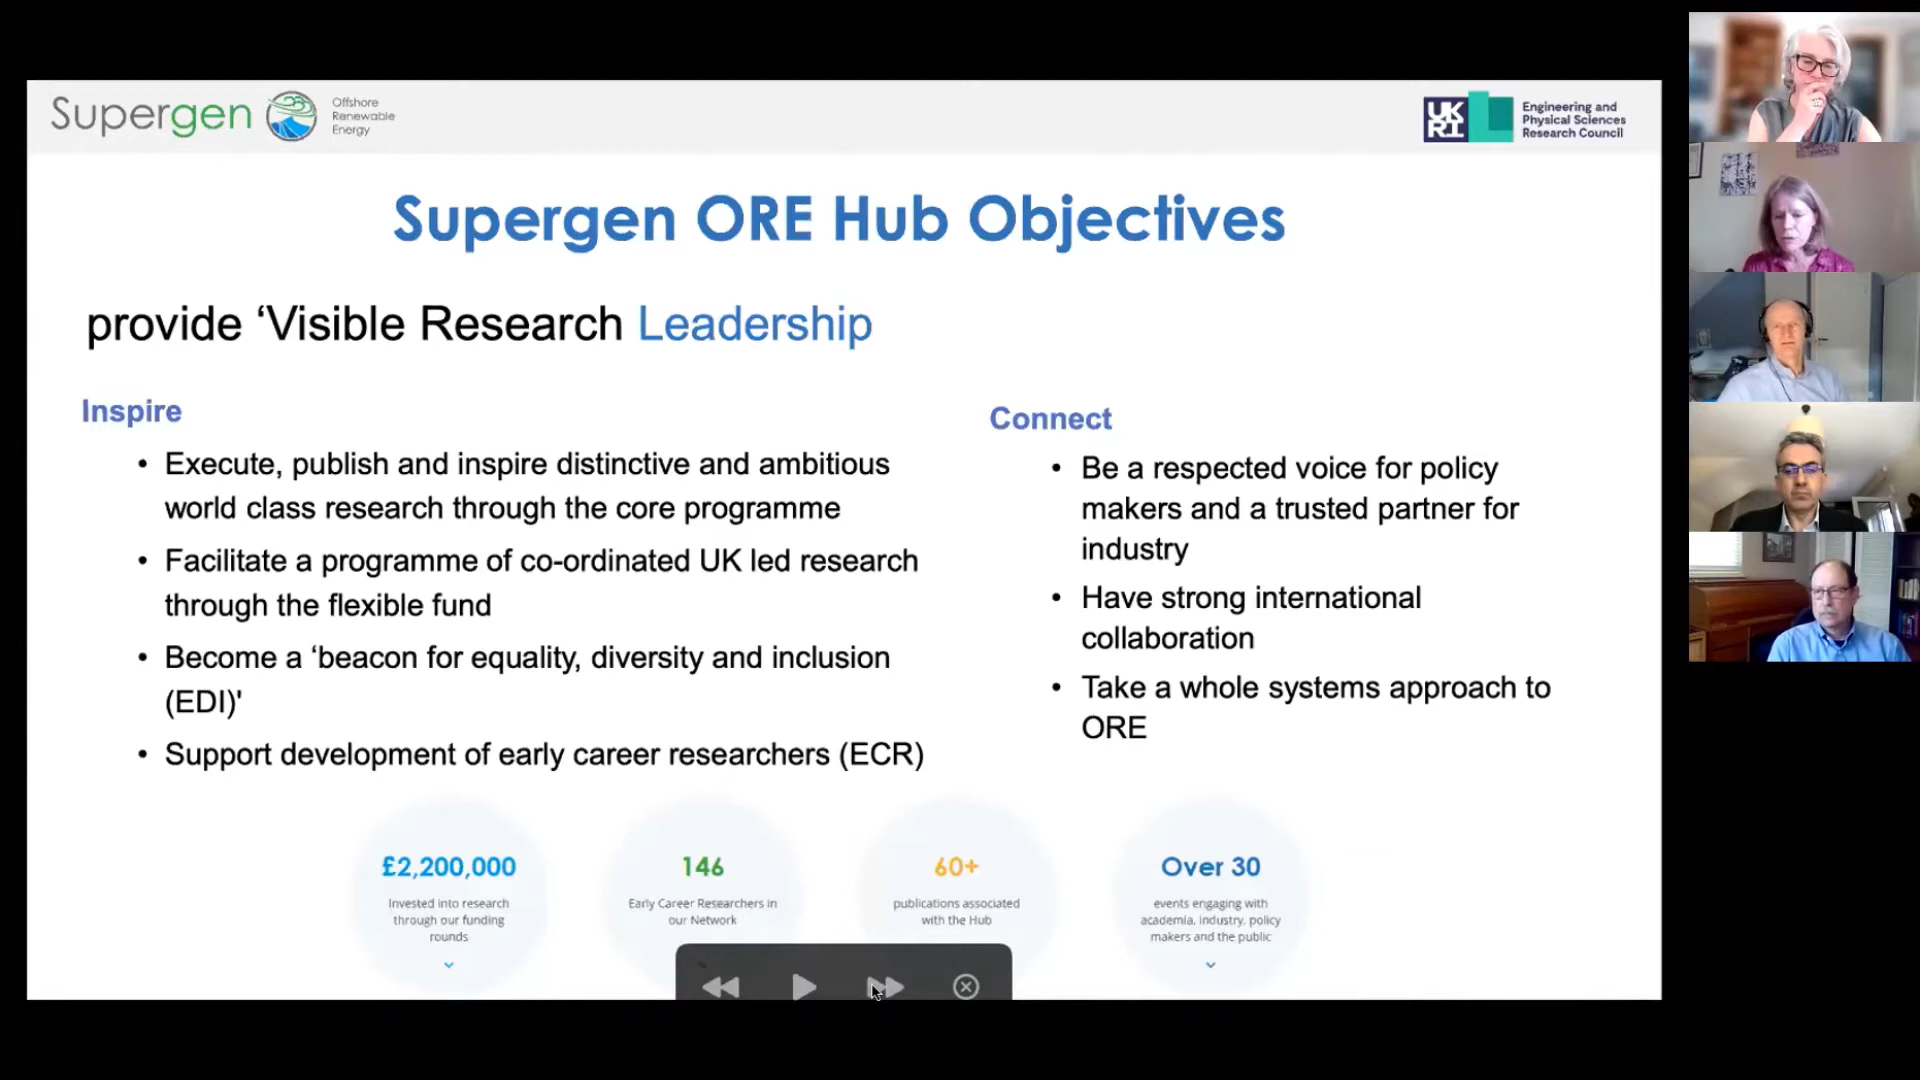 Supergen
Offshore
Renewable
Energy
UK
RI
Engineering and
Physical Sciences
Research Council
Supergen ORE Hub Objectives
provide ‘Visible Research Leadership
Inspire
• Execute, publish and inspire distinctive and ambitious
world class research through the core programme
• Facilitate a programme of co-ordinated UK led research
through the flexible fund
• Become a ‘beacon for equality, diversity and inclusion
(EDI)'
• Support development of early career researchers (ECR)
Connect
• Be a respected voice for policy
makers and a trusted partner for
industry
• Have strong international
collaboration
• Take a whole systems approach to
ORE
£2,200,000
Invested into research
through our funding
rounds
146
Early Career Researchers in
our Network
60+
publications associated
with the Hub
Over 30
events engaging with
academia, industry, policy
makers and the public